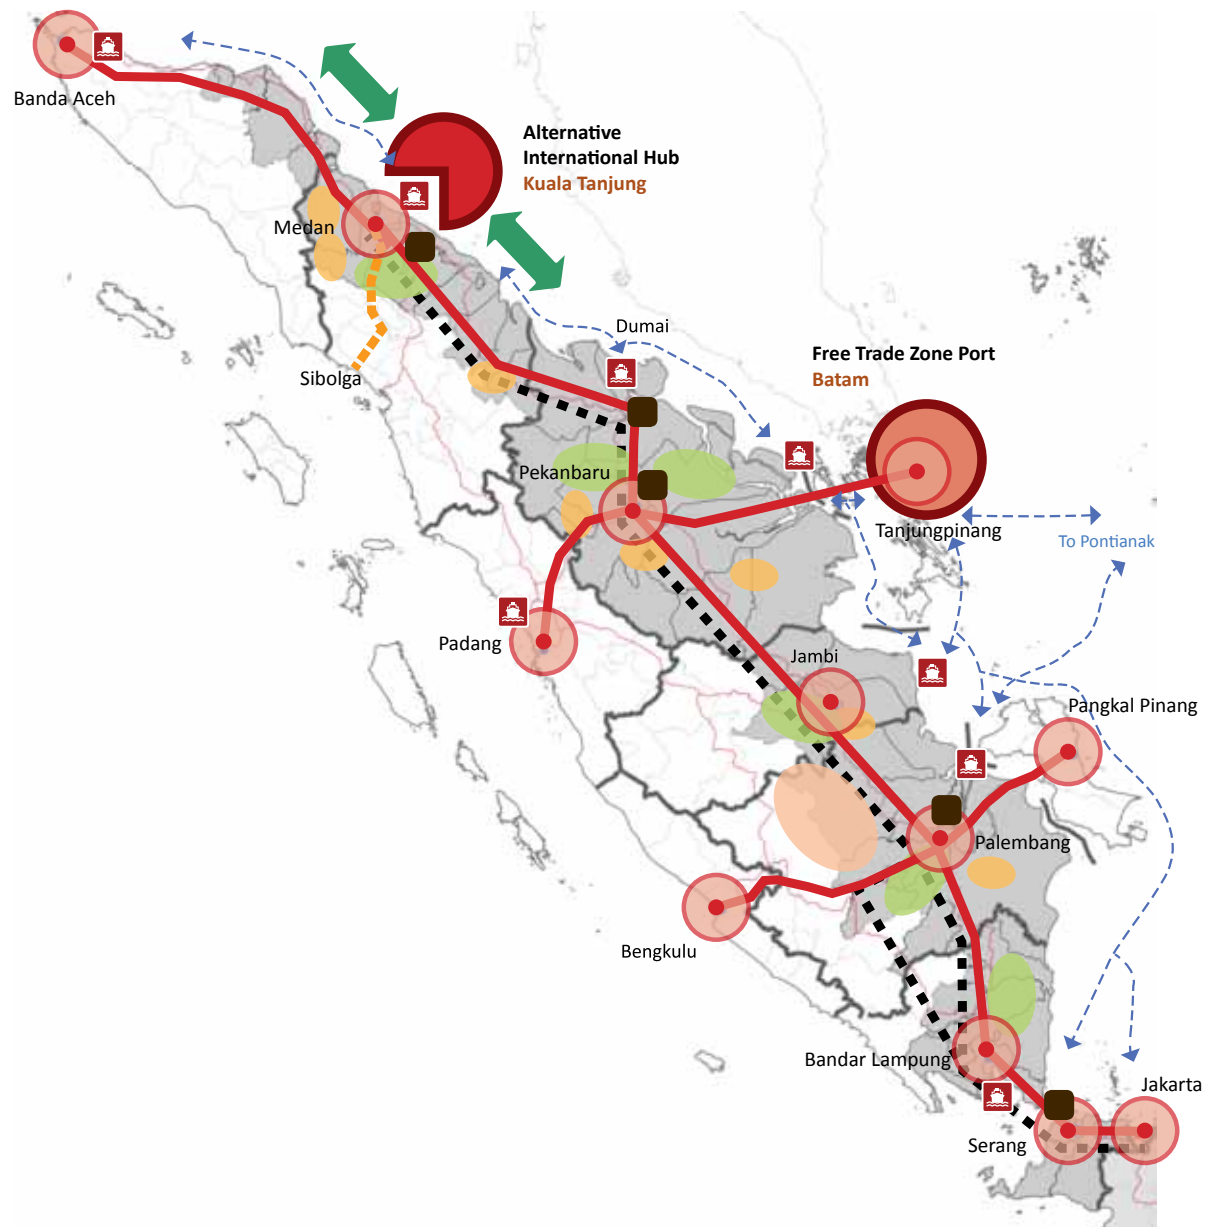 Banda Aceh
Alternative
International Hub
Kuala Tanjung
Medan
Dumai
Free Trade Zone Port
Batam
Sibolga
Pekanbaru
Tanjungpinang
To Pontianak
Padang
Jambi
Pangkal Pinang
Palembang
Bengkulu
Bandar Lampung
Jakarta
Serang